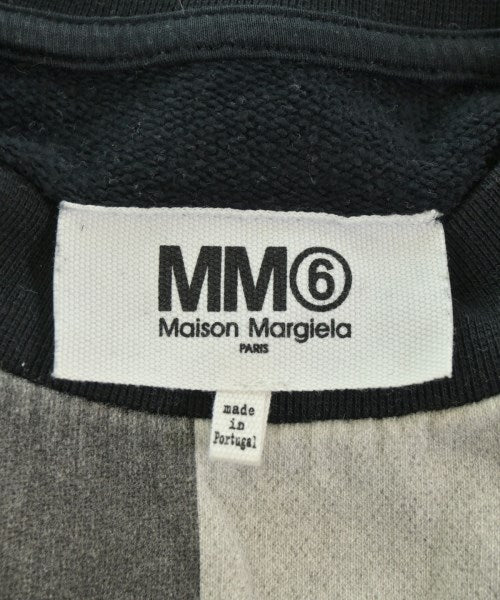 MM⑥
Maison Margiela
PARIS
made
in
Portugal